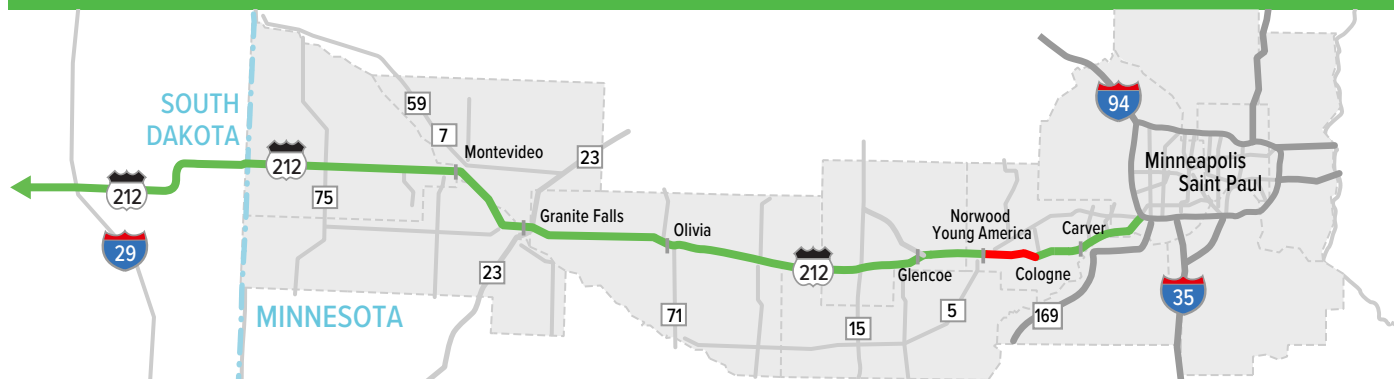 94
SOUTH
DAKOTA
59
7
Montevideo
23
212
212
75
Minneapolis
Saint Paul
Granite Falls
Olivia
Norwood
Young America
Carver
29
23
212
Glencoe
Cologne
MINNESOTA
71
15
5
169
35